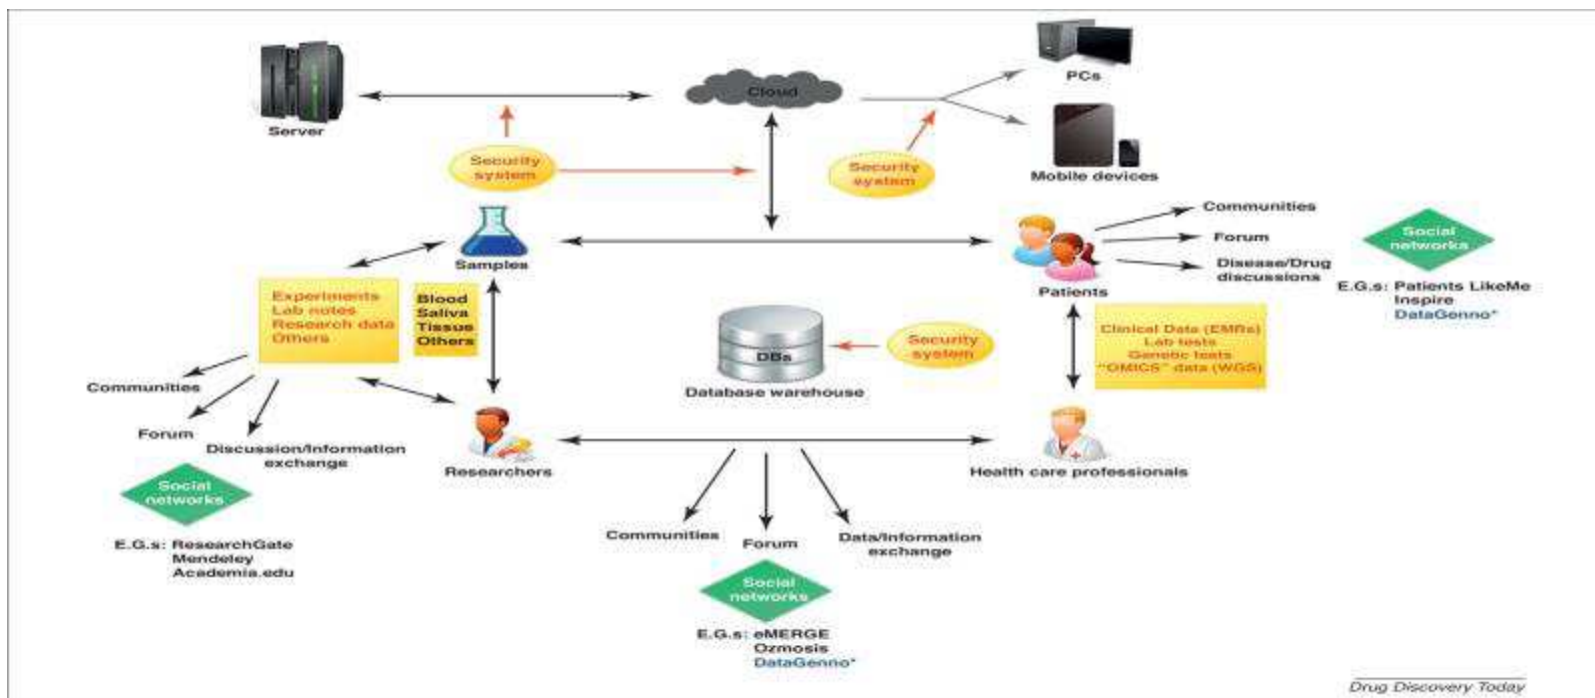 Server
Cloud
PCs
Mobile devices
Security
system
Security
system
Samples
Patients
Communities
Forum
Disease/Drug
discussions
Social
networks
E.G.s: Patients LikeMe
Inspire
DataGenno*
Experiments
Lab notes
Research data
Others
Blood
Saliva
Tissue
Others
DBs
Database warehouse
Security
system
Clinical Data (EMRs)
Lab tests
Genetic tests
"OMICS" data (WGS)
Communities
Forum
Discussion/Information
exchange
Researchers
Health care professionals
Social
networks
E.G.s: ResearchGate
Mendeley
Academia.edu
Communities
Forum
Data/Information
exchange
Social
networks
E.G.s: eMERGE
Ozmosis
DataGenno*
Drug Discovery Today